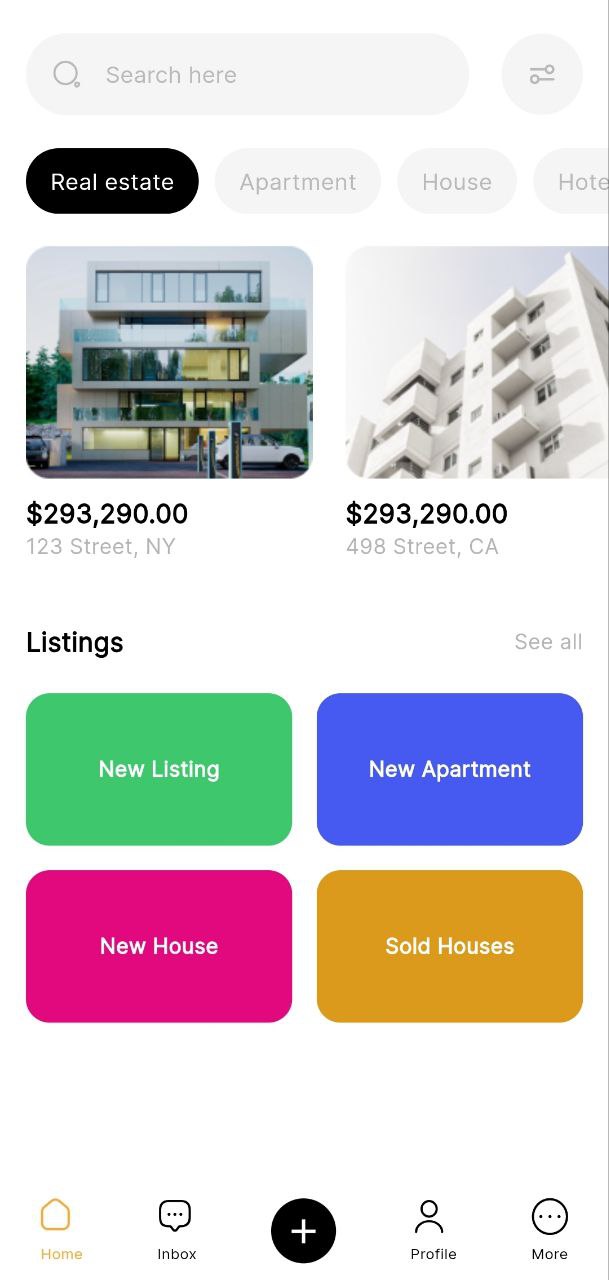 Search here
Real estate Apartment House Hote
$293,290.00 $293,290.00
123 Street, NY 498 Street, CA
Listings See all
New Listing New Apartment
New House Sold Houses
Home Inbox Profile More